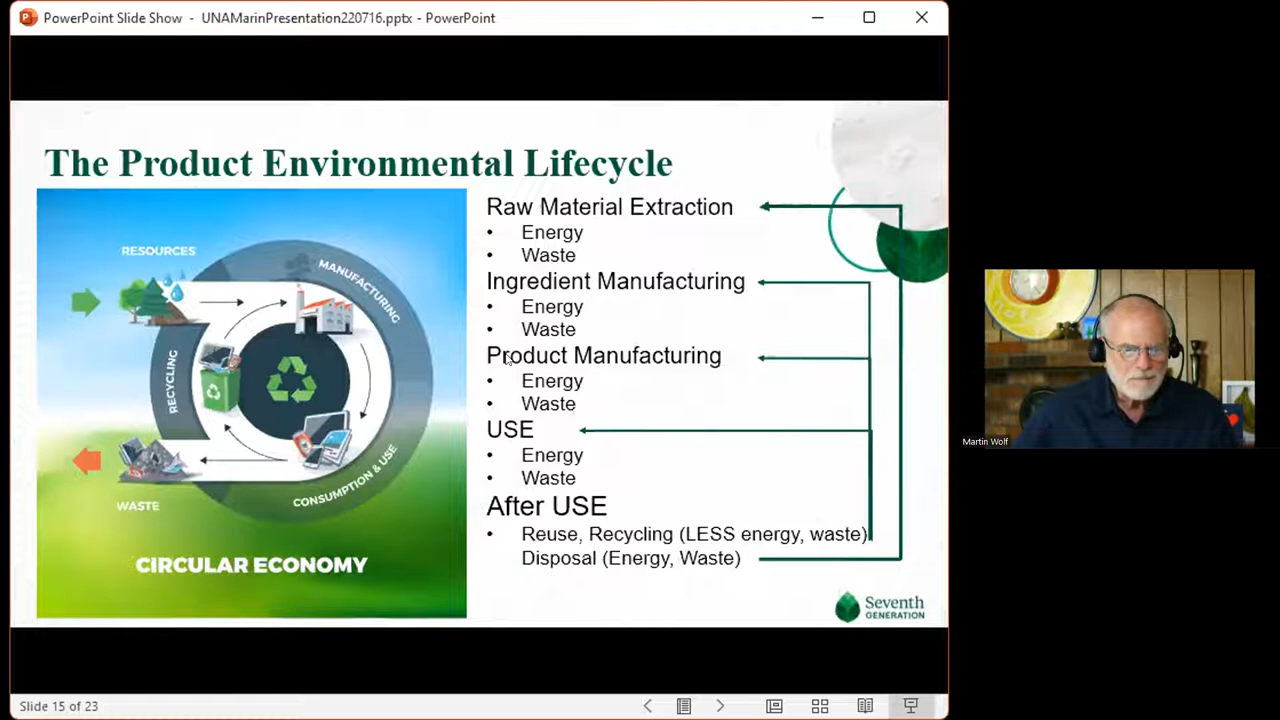 PowerPoint Slide Show - UNAMarinPresentation220716.pptx - PowerPoint
The Product Environmental Lifecycle
RESOURCES
MANUFACTURING
RECYCLING
CONSUMPTION & USE
WASTE
CIRCULAR ECONOMY
Raw Material Extraction
• Energy
• Waste
Ingredient Manufacturing
• Energy
• Waste
Product Manufacturing
• Energy
• Waste
USE
• Energy
• Waste
After USE
• Reuse, Recycling (LESS energy, waste)
Disposal (Energy, Waste)
Seventh
GENERATION
Martin Wolf
Slide 15 of 23